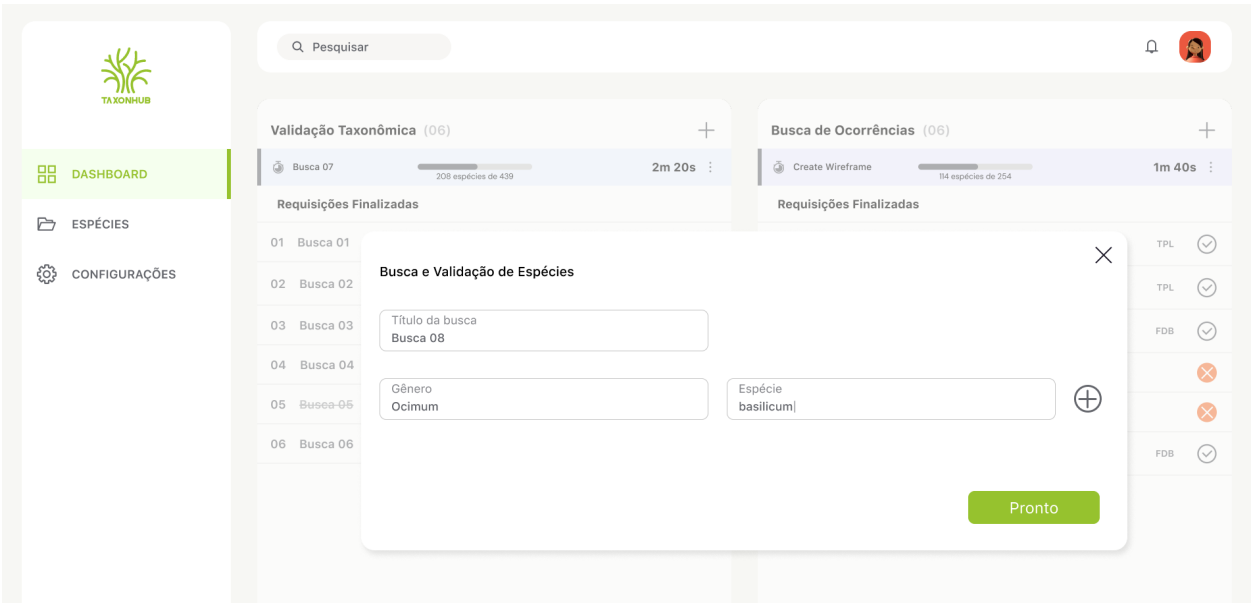 TAXONHUB
Pesquisar
DASHBOARD
ESPÉCIES
CONFIGURAÇÕES
Validação Taxonômica (06)
Busca 07
208 espécies de 439
2m 20s
Requisições Finalizadas
01 Busca 01
02 Busca 02
03 Busca 03
04 Busca 04
05 Busca 05
06 Busca 06
Busca de Ocorrências (06)
Create Wireframe
114 espécies de 254
1m 40s
Requisições Finalizadas
TPL
TPL
FDB
FDB
Busca e Validação de Espécies
Título da busca
Busca 08
Gênero
Ocimum
Espécie
basilicum
Pronto